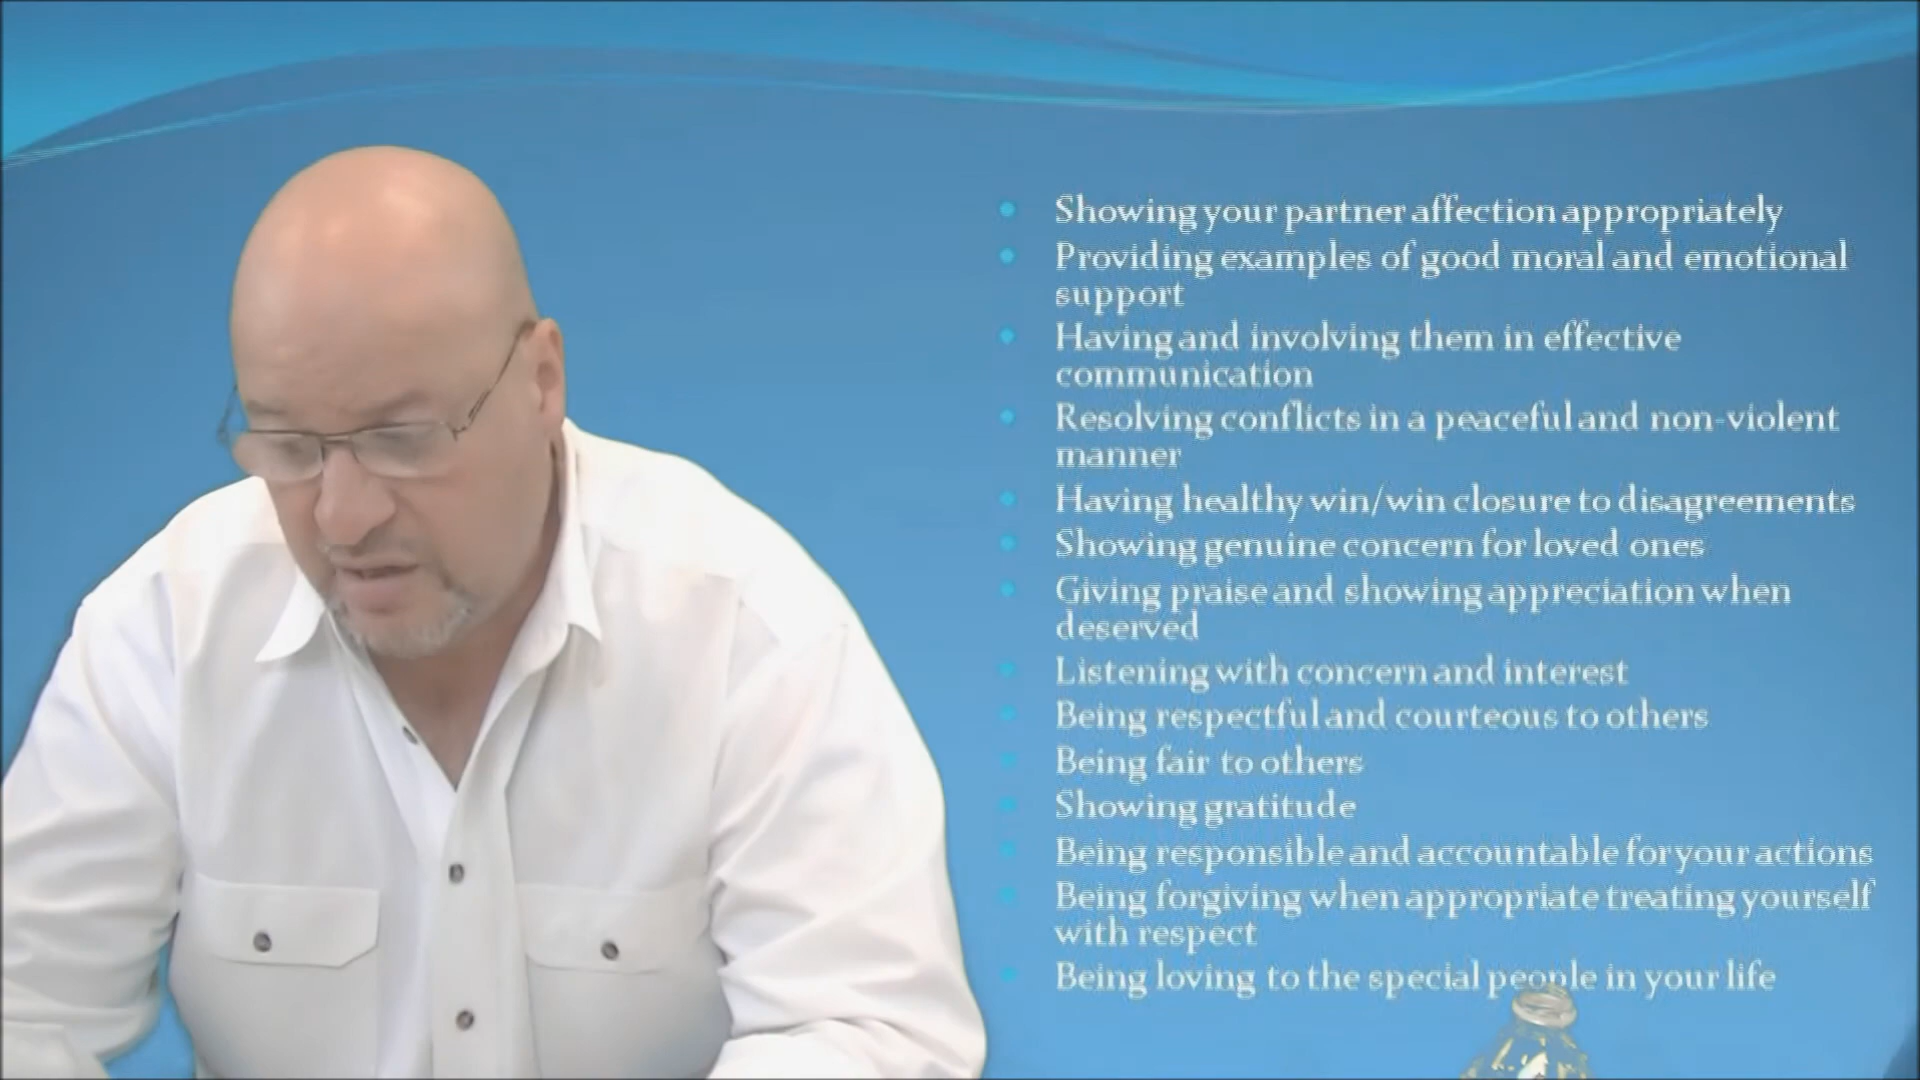 Showing your partner affection appropriately
Providing examples of good moral and emotional
support
Having and involving them in effective
communication
Resolving conflicts in a peaceful and non-violent
manner
Having healthy win/win closure to disagreements
Showing genuine concern for loved ones
Giving praise and showing appreciation when
deserved
Listening with concern and interest
Being respectful and courteous to others
Being fair to others
Showing gratitude
Being responsible and accountable for your actions
Being forgiving when appropriate treating yourself
with respect
Being loving to the special people in your life